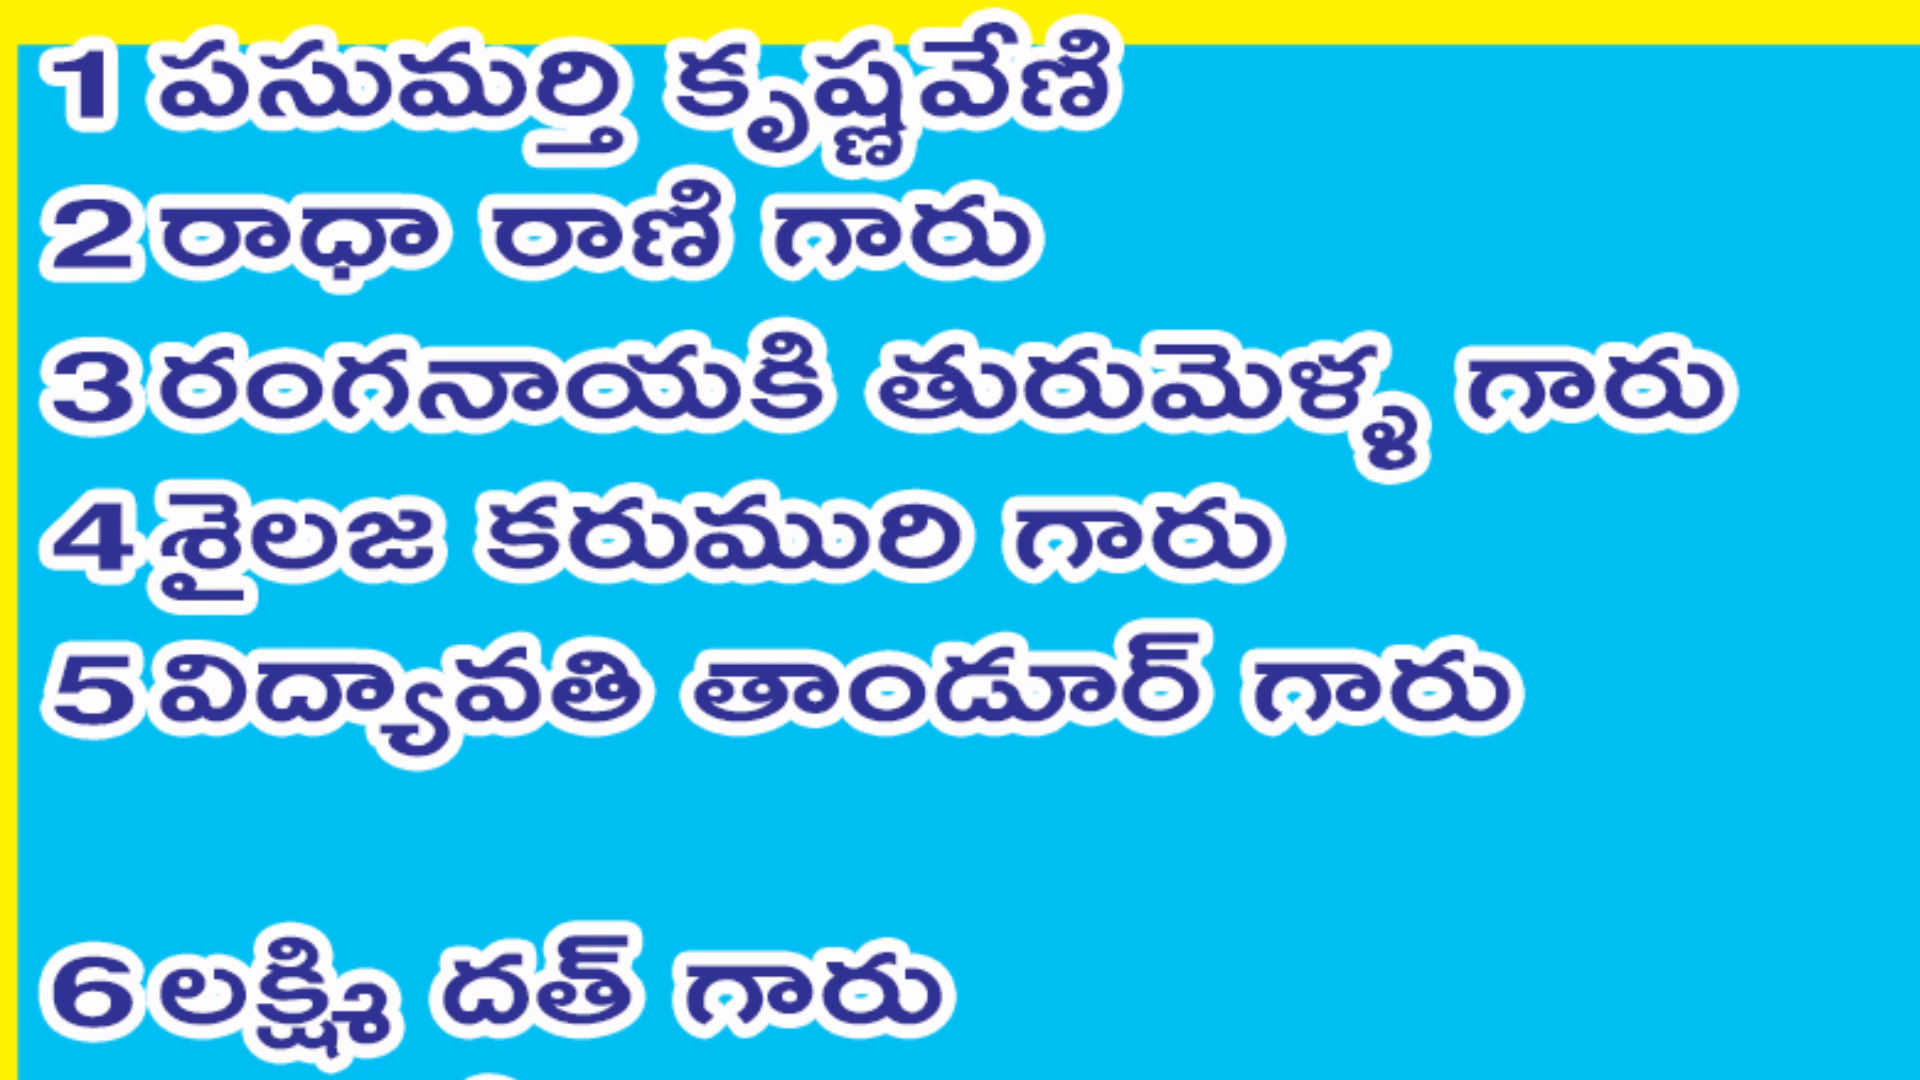 1 పసుమర్తి కృష్ణవేణి
2 రాధా రాణి గారు
3 రంగనాయకి తురుమెళ్ళ గారు
4 శైలజ కరుమురి గారు
5 విద్యావతి తాండూర్ గారు
6 లక్ష్మి దత్ గారు